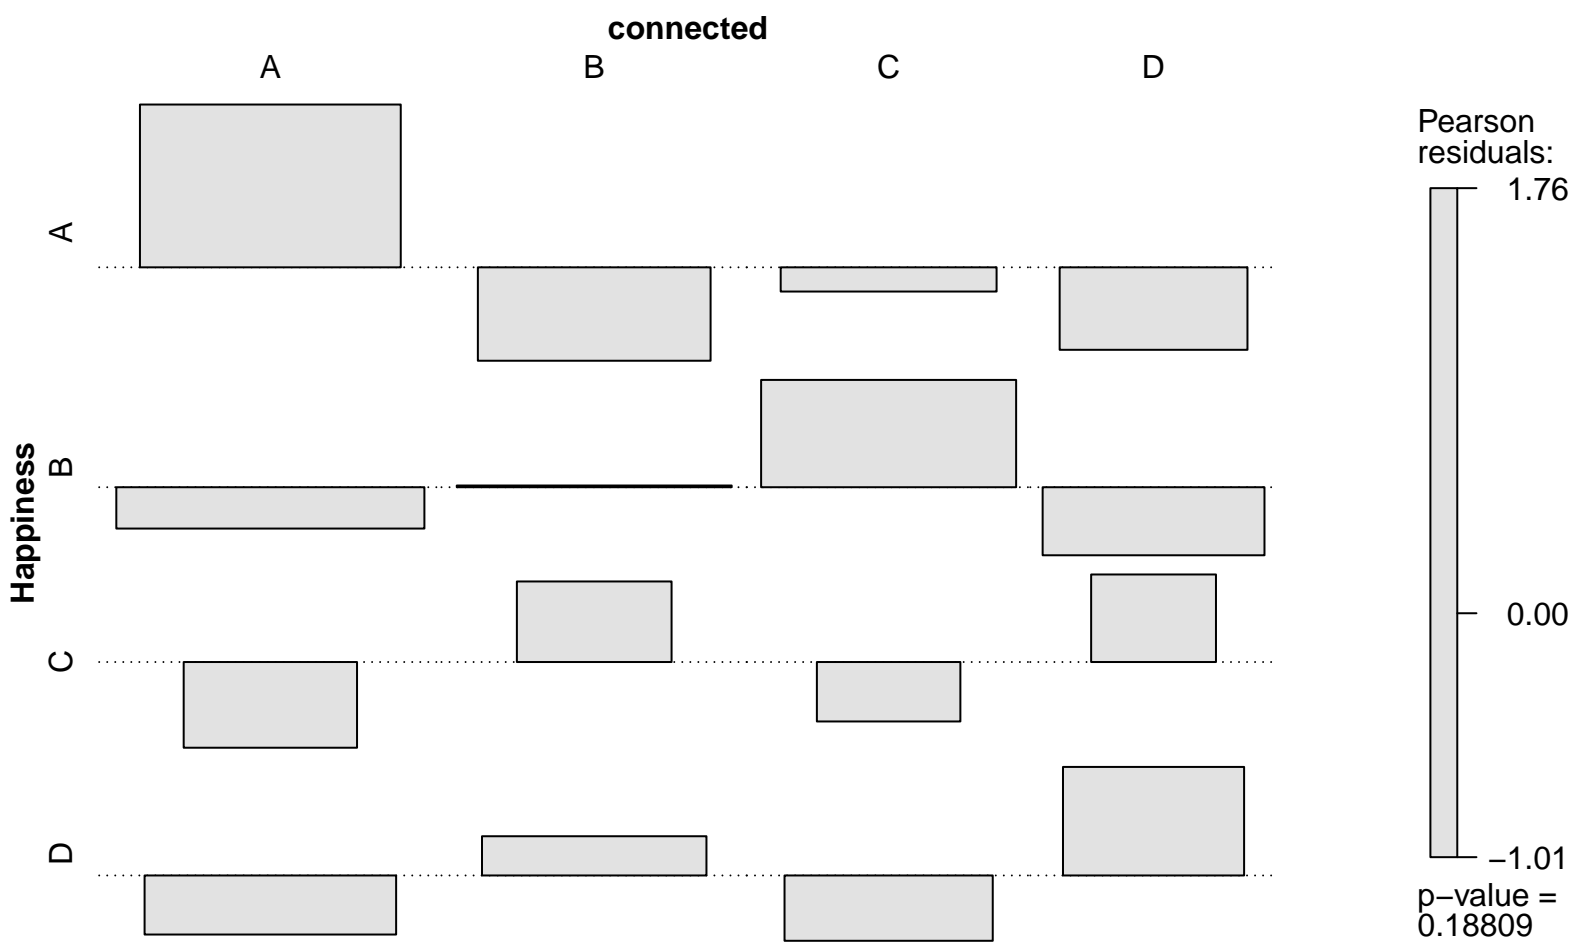 connected
A B C D
Happiness
A
B
C
D
Pearson
residuals:
1.76
0.00
−1.01
p−value =
0.18809